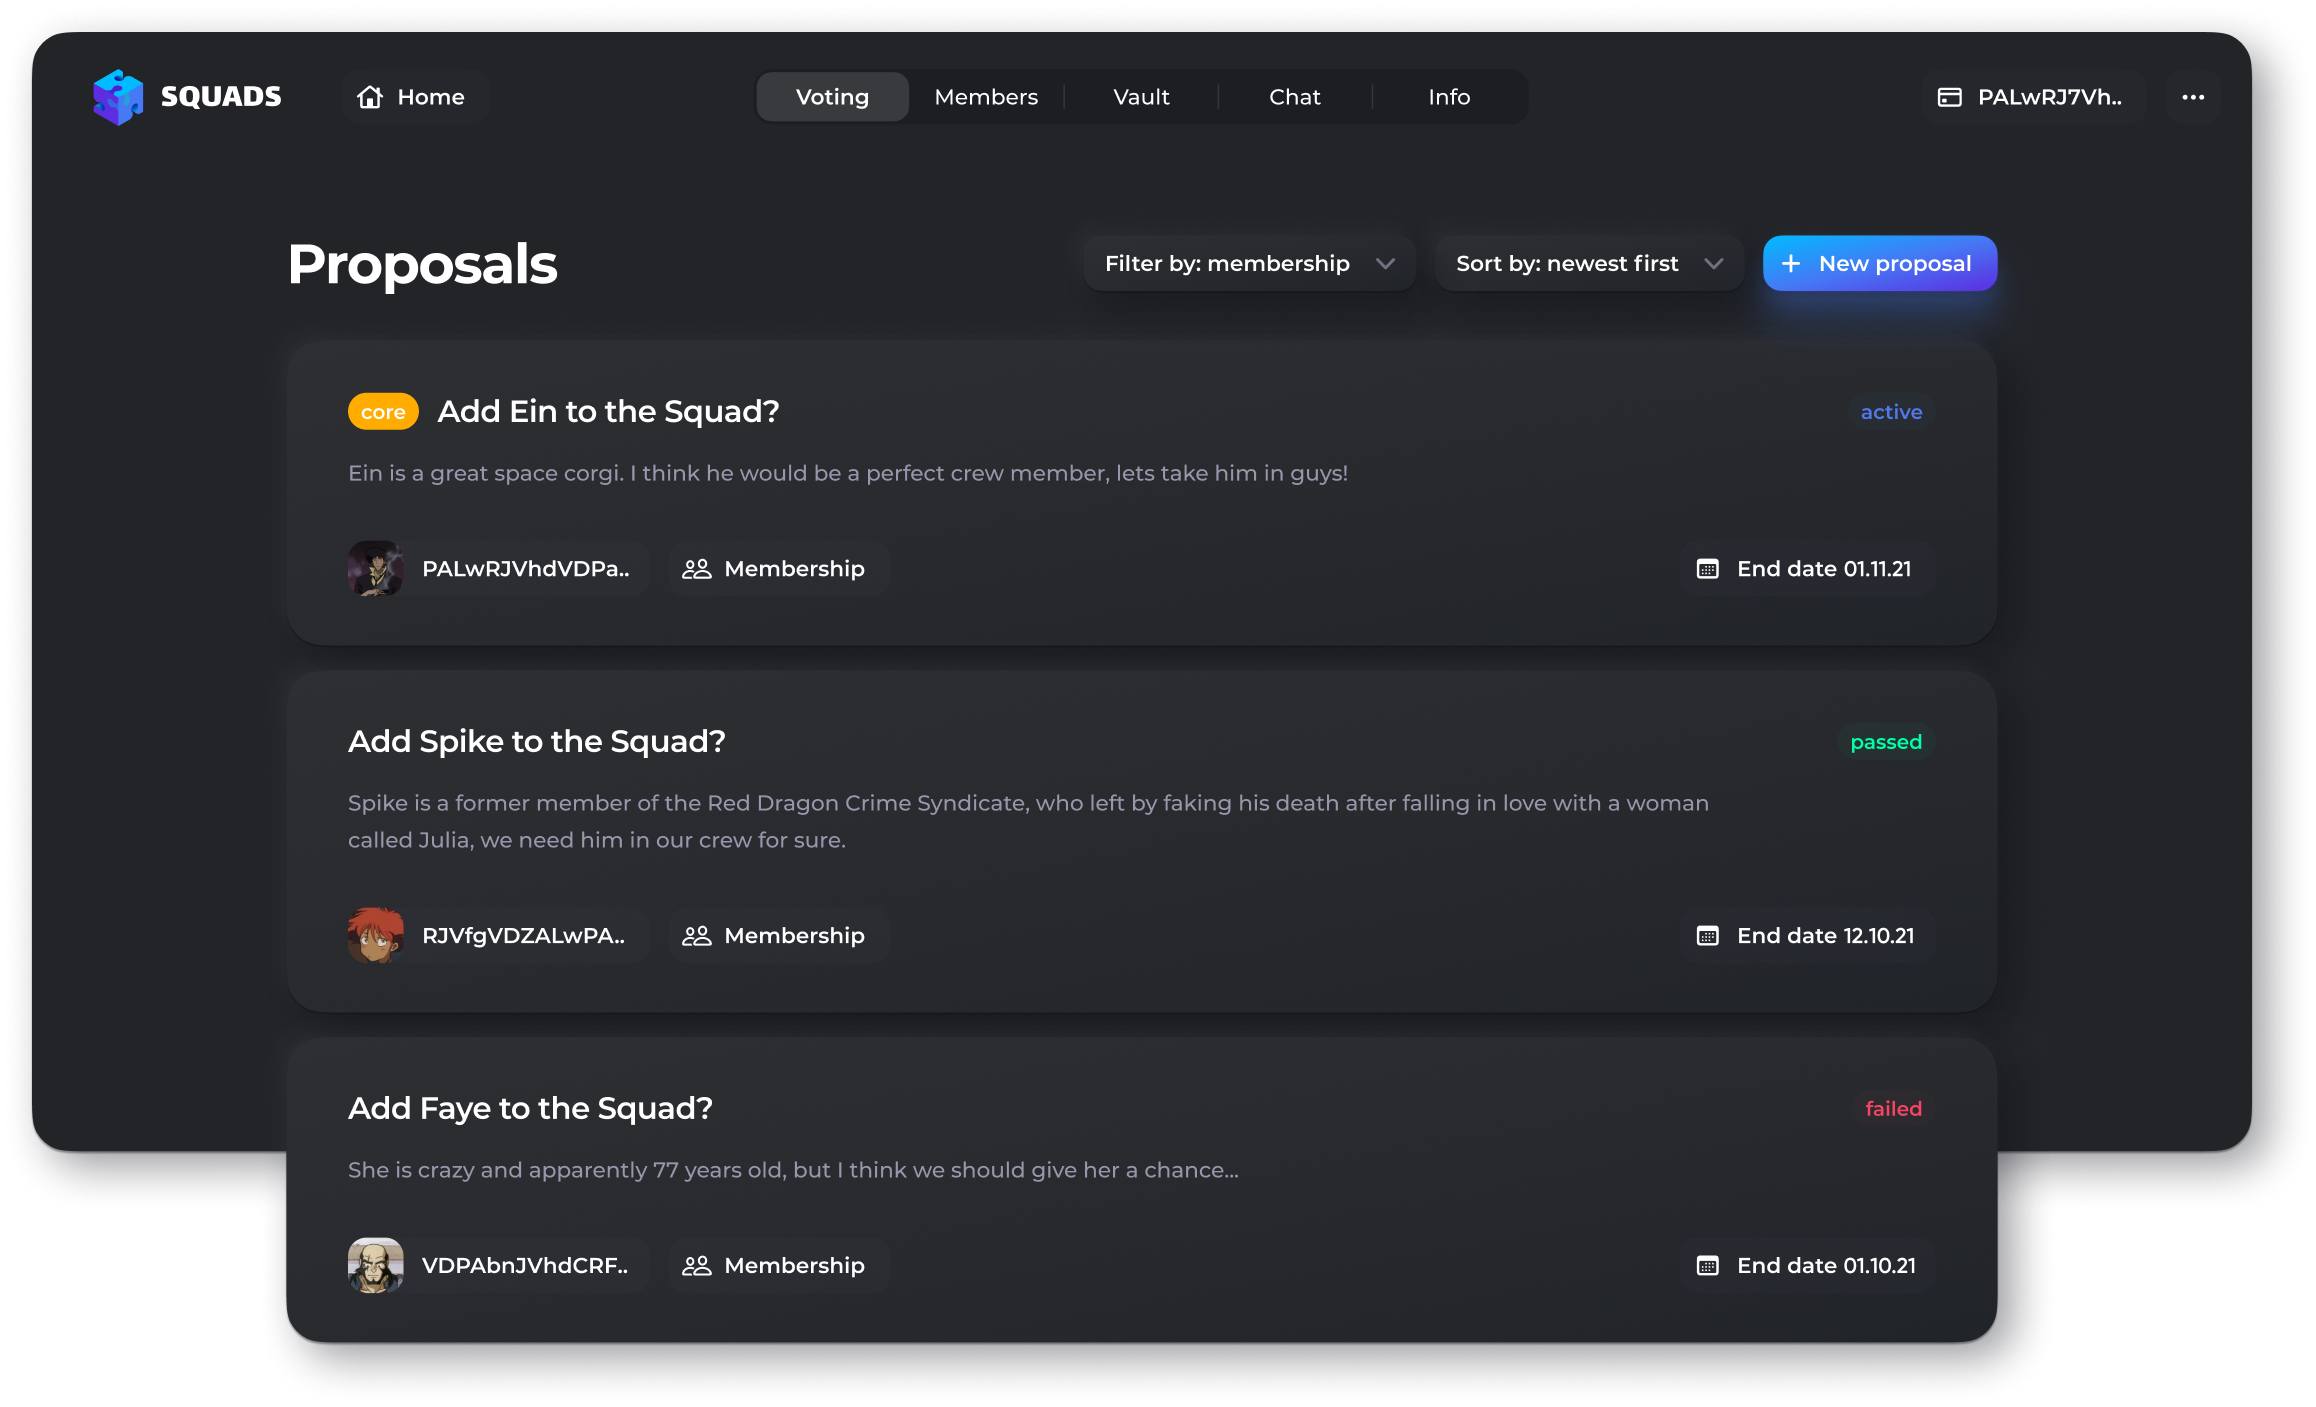 SQUADS
Home
Voting
Members
Vault
Chat
Info
PALwRJ7Vh..
Proposals
Filter by: membership
Sort by: newest first
New proposal
core
Add Ein to the Squad?
active
Ein is a great space corgi. I think he would be a perfect crew member, lets take him in guys!
PALwRJVhdVDPa..
Membership
End date 01.11.21
Add Spike to the Squad?
passed
Spike is a former member of the Red Dragon Crime Syndicate, who left by faking his death after falling in love with a woman
called Julia, we need him in our crew for sure.
RJVfgVDZALwPA..
Membership
End date 12.10.21
Add Faye to the Squad?
failed
She is crazy and apparently 77 years old, but I think we should give her a chance...
VDPAbnJVhdCRF..
Membership
End date 01.10.21